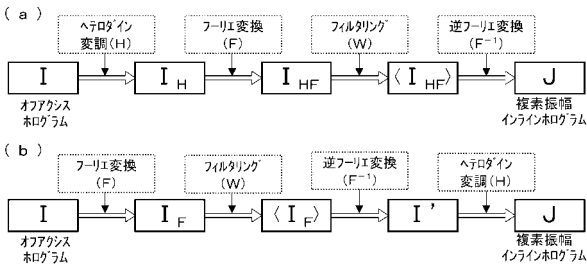 (a)
ヘテロダイン
変調(H)
フーリエ変換
(F)
フィルタリング
(W)
逆フーリエ変換
(F⁻¹)
I
I_H
I_HF
〈I_HF〉
J
オフアクシス
ホログラム
複素振幅
インラインホログラム
(b)
フーリエ変換
(F)
フィルタリング
(W)
逆フーリエ変換
(F⁻¹)
ヘテロダイン
変調(H)
I
I_F
〈I_F〉
I'
J
オフアクシス
ホログラム
複素振幅
インラインホログラム